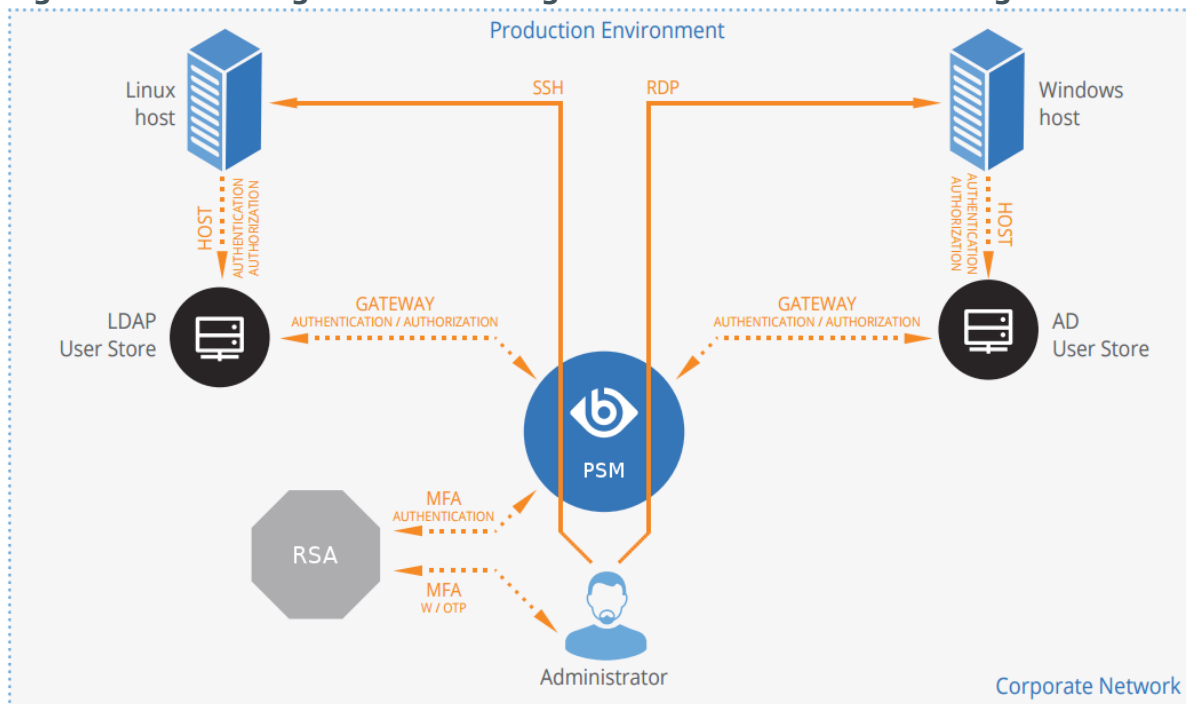 Production Environment
Linux
host
SSH
RDP
Windows
host
HOST
AUTHENTICATION
AUTHORIZATION
HOST
AUTHENTICATION
AUTHORIZATION
LDAP
User Store
GATEWAY
AUTHENTICATION / AUTHORIZATION
GATEWAY
AUTHENTICATION / AUTHORIZATION
AD
User Store
PSM
MFA
AUTHENTICATION
RSA
MFA
W / OTP
Administrator
Corporate Network